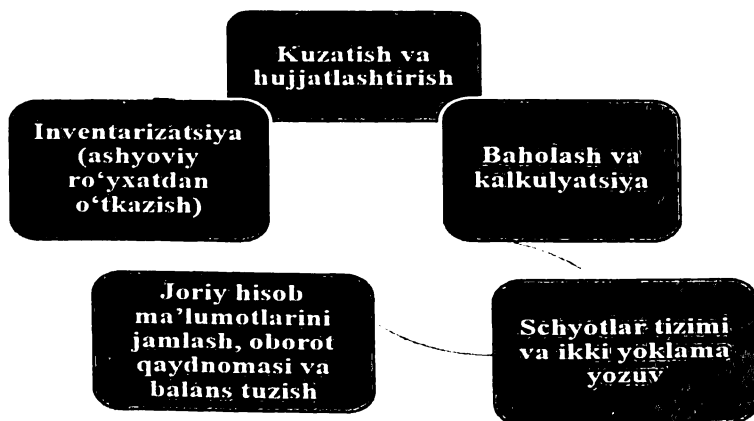 Kuzatish va
hujjatlashtirish
Inventarizatsiya
(ashyoviy
ro‘yxatdan
o‘tkazish)
Baholash va
kalkulyatsiya
Joriy hisob
ma’lumotlarini
jamlash, oborot
qaydnomasi va
balans tuzish
Schyotlar tizimi
va ikki yoklama
yozuv